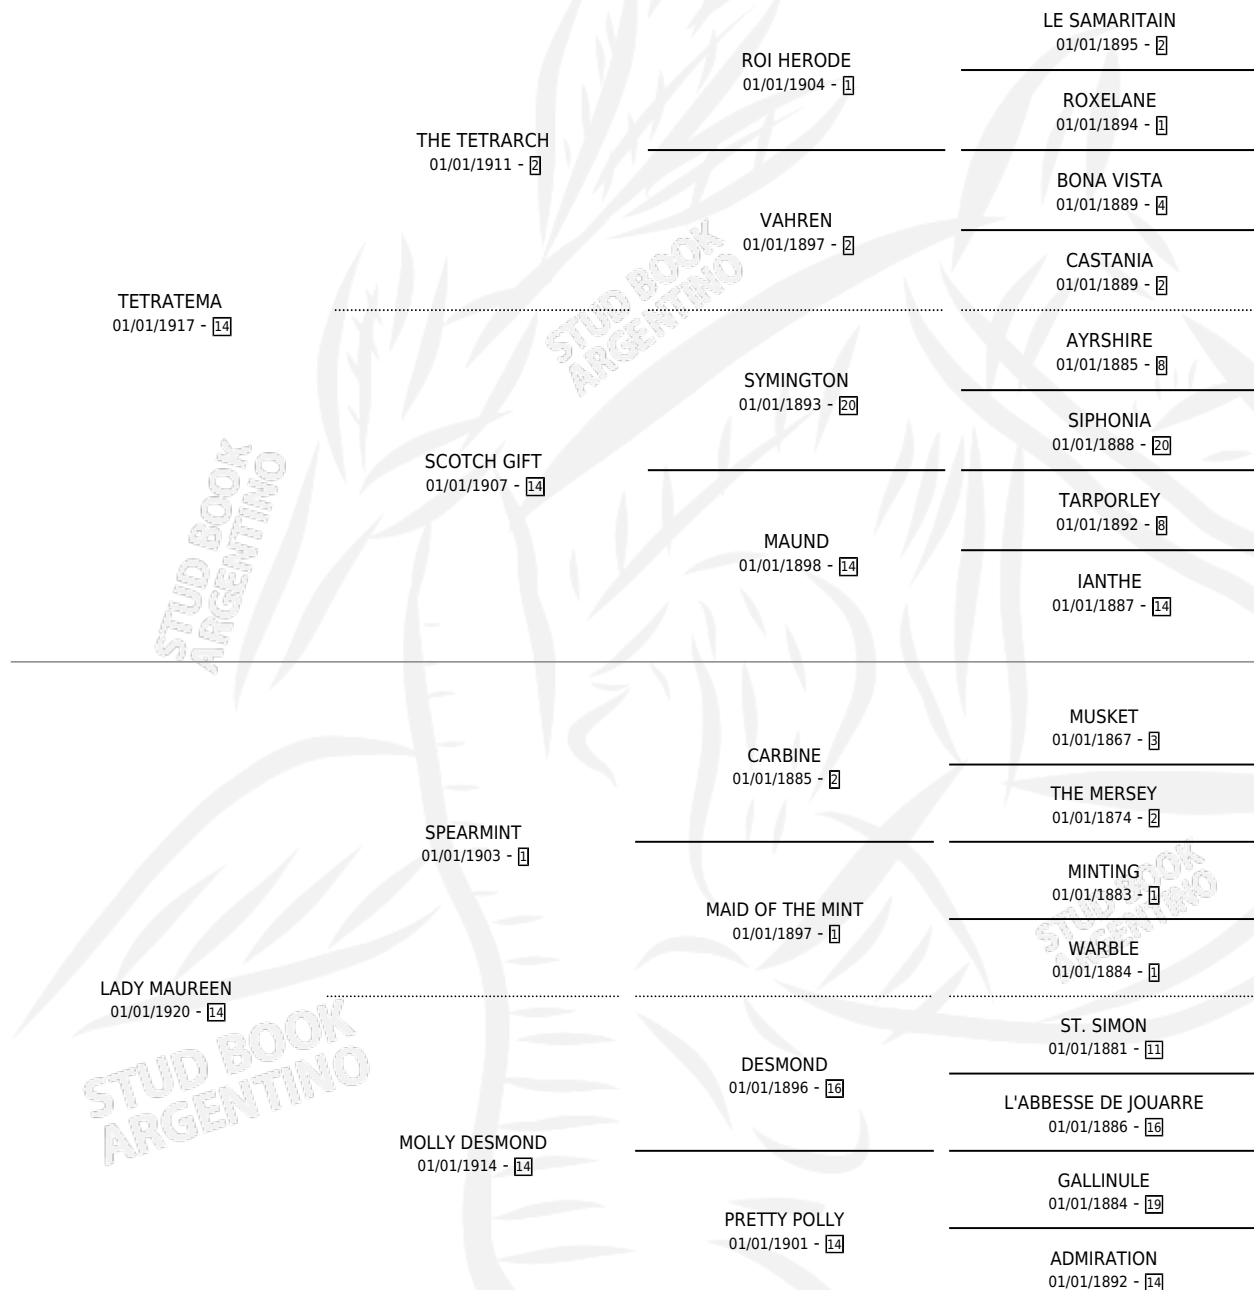 LE SAMARITAIN
01/01/1895 - 2
ROI HERODE
01/01/1904 - 1
ROXELANE
01/01/1894 - 1
THE TETRARCH
01/01/1911 - 2
BONA VISTA
01/01/1889 - 4
VAHREN
01/01/1897 - 2
CASTANIA
01/01/1889 - 2
TETRATEMA
01/01/1917 - 14
AYRSHIRE
01/01/1885 - 8
SYMINGTON
01/01/1893 - 20
SIPHONIA
01/01/1888 - 20
SCOTCH GIFT
01/01/1907 - 14
TARPORLEY
01/01/1892 - 8
MAUND
01/01/1898 - 14
IANTHE
01/01/1887 - 14
MUSKET
01/01/1867 - 3
CARBINE
01/01/1885 - 2
THE MERSEY
01/01/1874 - 2
SPEARMINT
01/01/1903 - 1
MINTING
01/01/1883 - 1
MAID OF THE MINT
01/01/1897 - 1
WARBLE
01/01/1884 - 1
LADY MAUREEN
01/01/1920 - 14
ST. SIMON
01/01/1881 - 11
DESMOND
01/01/1896 - 16
L'ABBESSE DE JOUARRE
01/01/1886 - 16
MOLLY DESMOND
01/01/1914 - 14
GALLINULE
01/01/1884 - 19
PRETTY POLLY
01/01/1901 - 14
ADMIRATION
01/01/1892 - 14
STUD BOOK
ARGENTINO
STUD BOOK
ARGENTINO
STUD BOOK
ARGENTINO
STUD BOOK
ARGENTINO